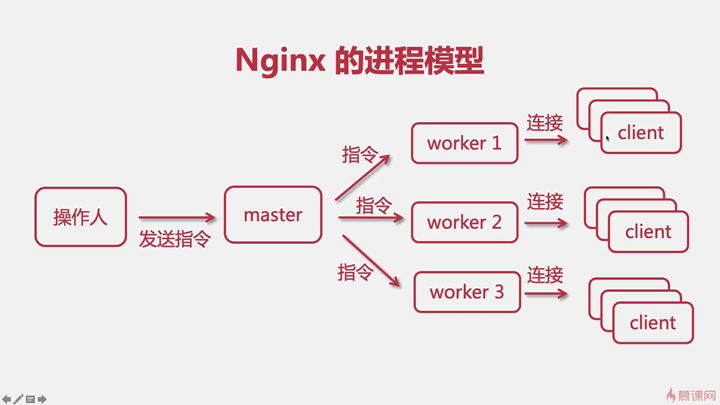 Nginx 的进程模型
操作人
发送指令
master
指令
指令
指令
worker 1
worker 2
worker 3
连接
连接
连接
client
client
client
慕课网